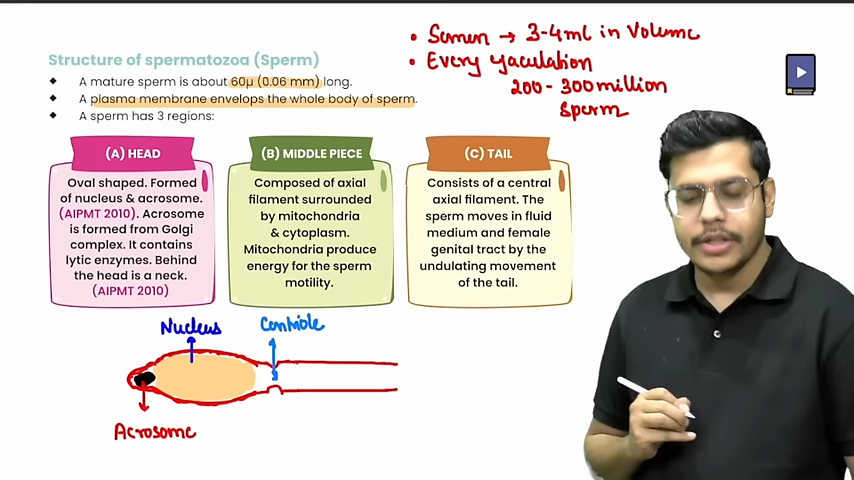 • Semen → 3-4ml in Volume
Structure of spermatozoa (Sperm)
• Every yaculation
200 - 300 million
Sperm
❖ A mature sperm is about 60µ (0.06 mm) long.
❖ A plasma membrane envelops the whole body of sperm.
❖ A sperm has 3 regions:
(A) HEAD
Oval shaped. Formed
of nucleus & acrosome.
(AIPMT 2010). Acrosome
is formed from Golgi
complex. It contains
lytic enzymes. Behind
the head is a neck.
(AIPMT 2010)
(B) MIDDLE PIECE
Composed of axial
filament surrounded
by mitochondria
& cytoplasm.
Mitochondria produce
energy for the sperm
motility.
(C) TAIL
Consists of a central
axial filament. The
sperm moves in fluid
medium and female
genital tract by the
undulating movement
of the tail.
Nucleus
Centriole
Acrosome